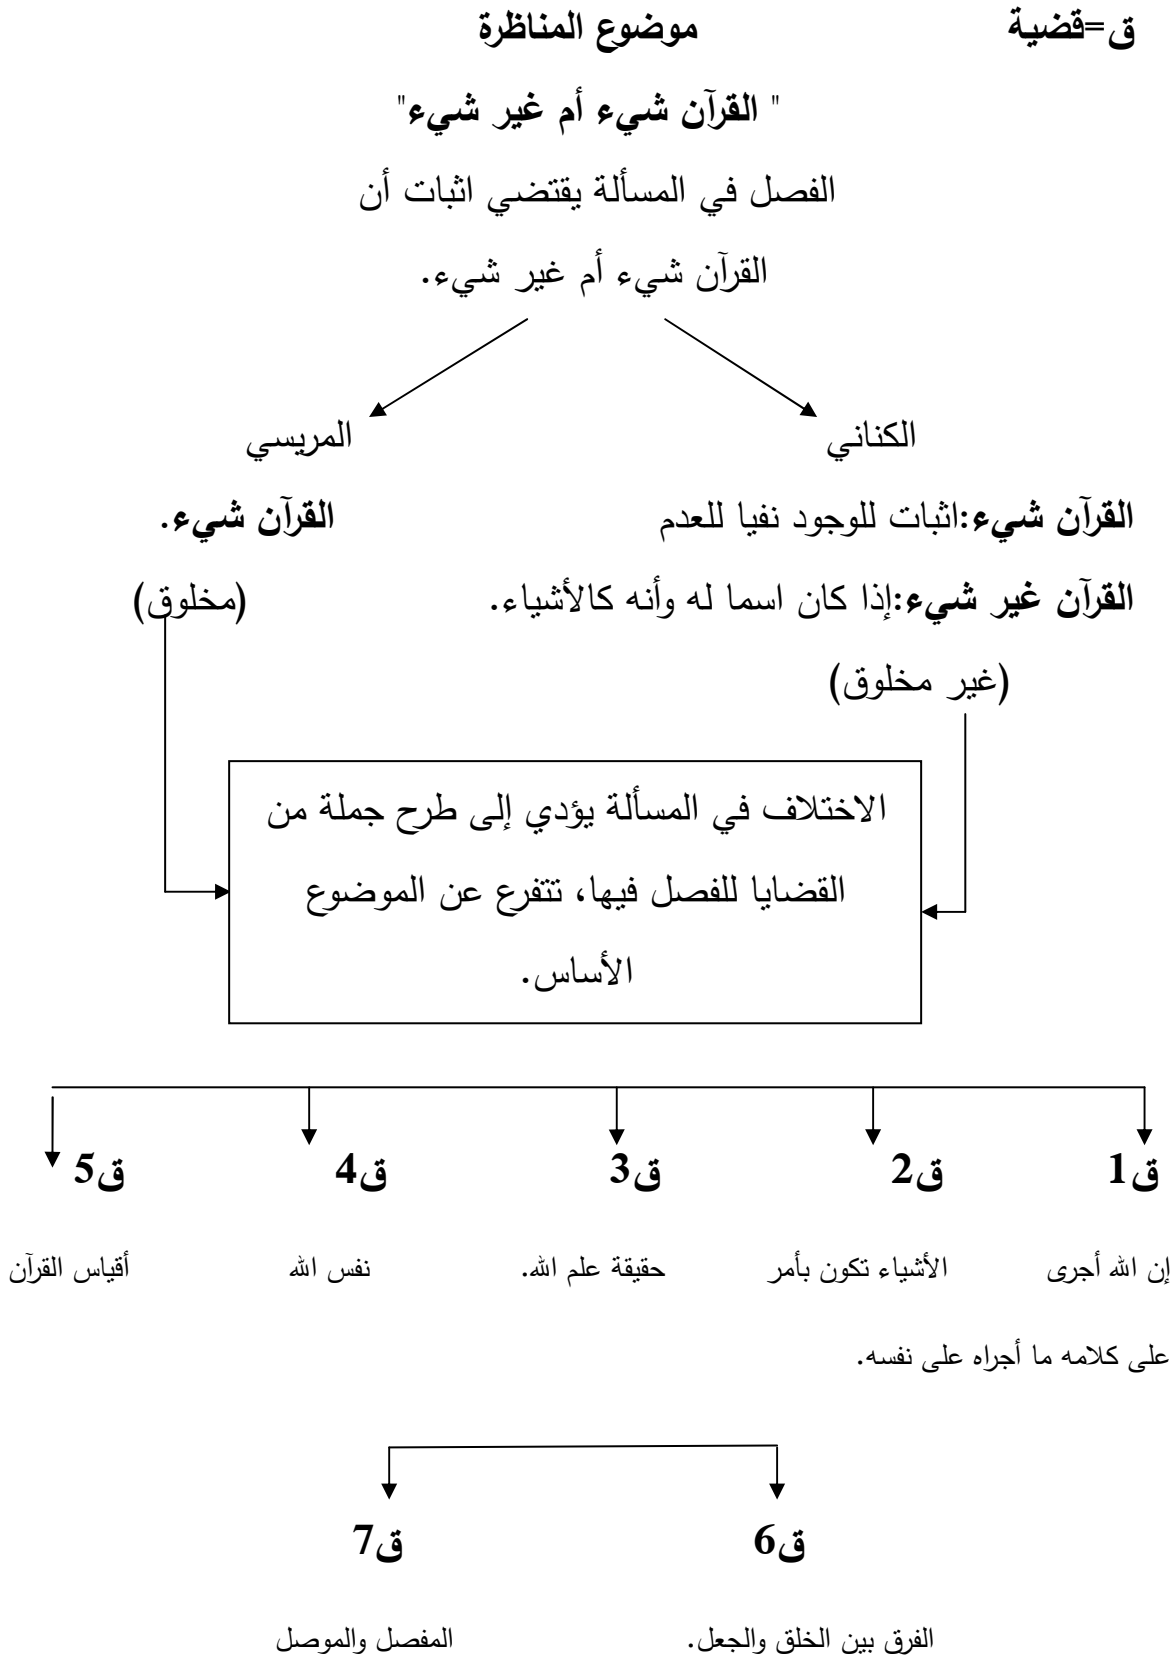 ق=قضية موضوع المناظرة
" القرآن شيء أم غير شيء"
الفصل في المسألة يقتضي اثبات أن
القرآن شيء أم غير شيء.
الكناني المريسي
القرآن شيء:اثبات للوجود نفيا للعدم القرآن شيء.
القرآن غير شيء:إذا كان اسما له وأنه كالأشياء. (مخلوق)
(غير مخلوق)
الاختلاف في المسألة يؤدي إلى طرح جملة من
القضايا للفصل فيها، تتفرع عن الموضوع
الأساس.
ق1 ق2 ق3 ق4 ق5
إن الله أجرى الأشياء تكون بأمر حقيقة علم الله. نفس الله أقياس القرآن
على كلامه ما أجراه على نفسه.
ق6 ق7
الفرق بين الخلق والجعل. المفصل والموصل